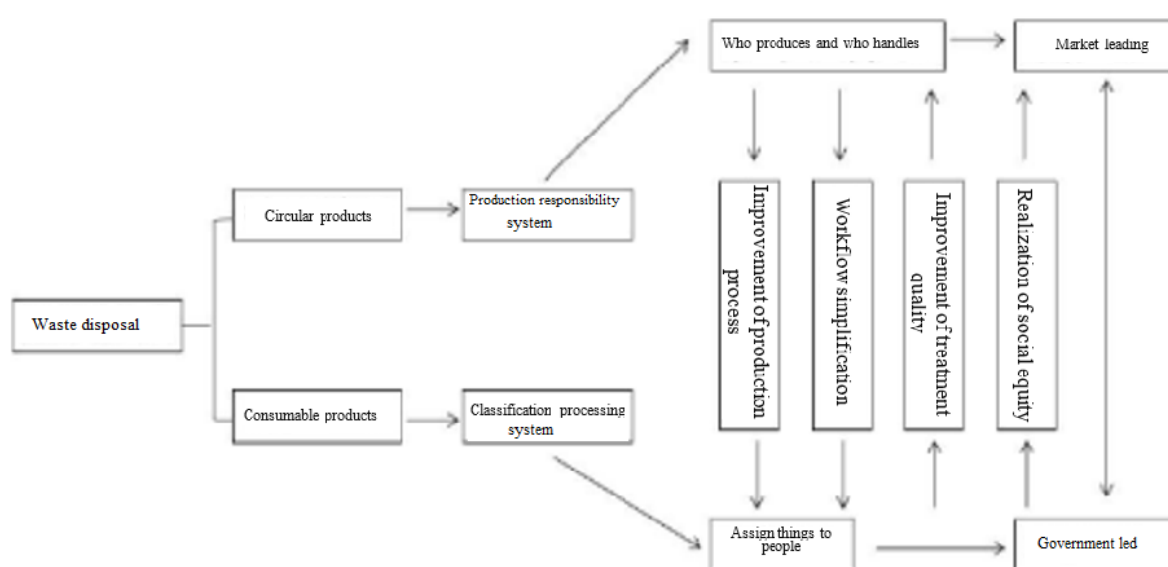 Who produces and who handles
Market leading
Circular products
Production responsibility
system
Improvement of production
process
Workflow simplification
Improvement of treatment
quality
Realization of social equity
Waste disposal
Consumable products
Classification processing
system
Assign things to
people
Government led